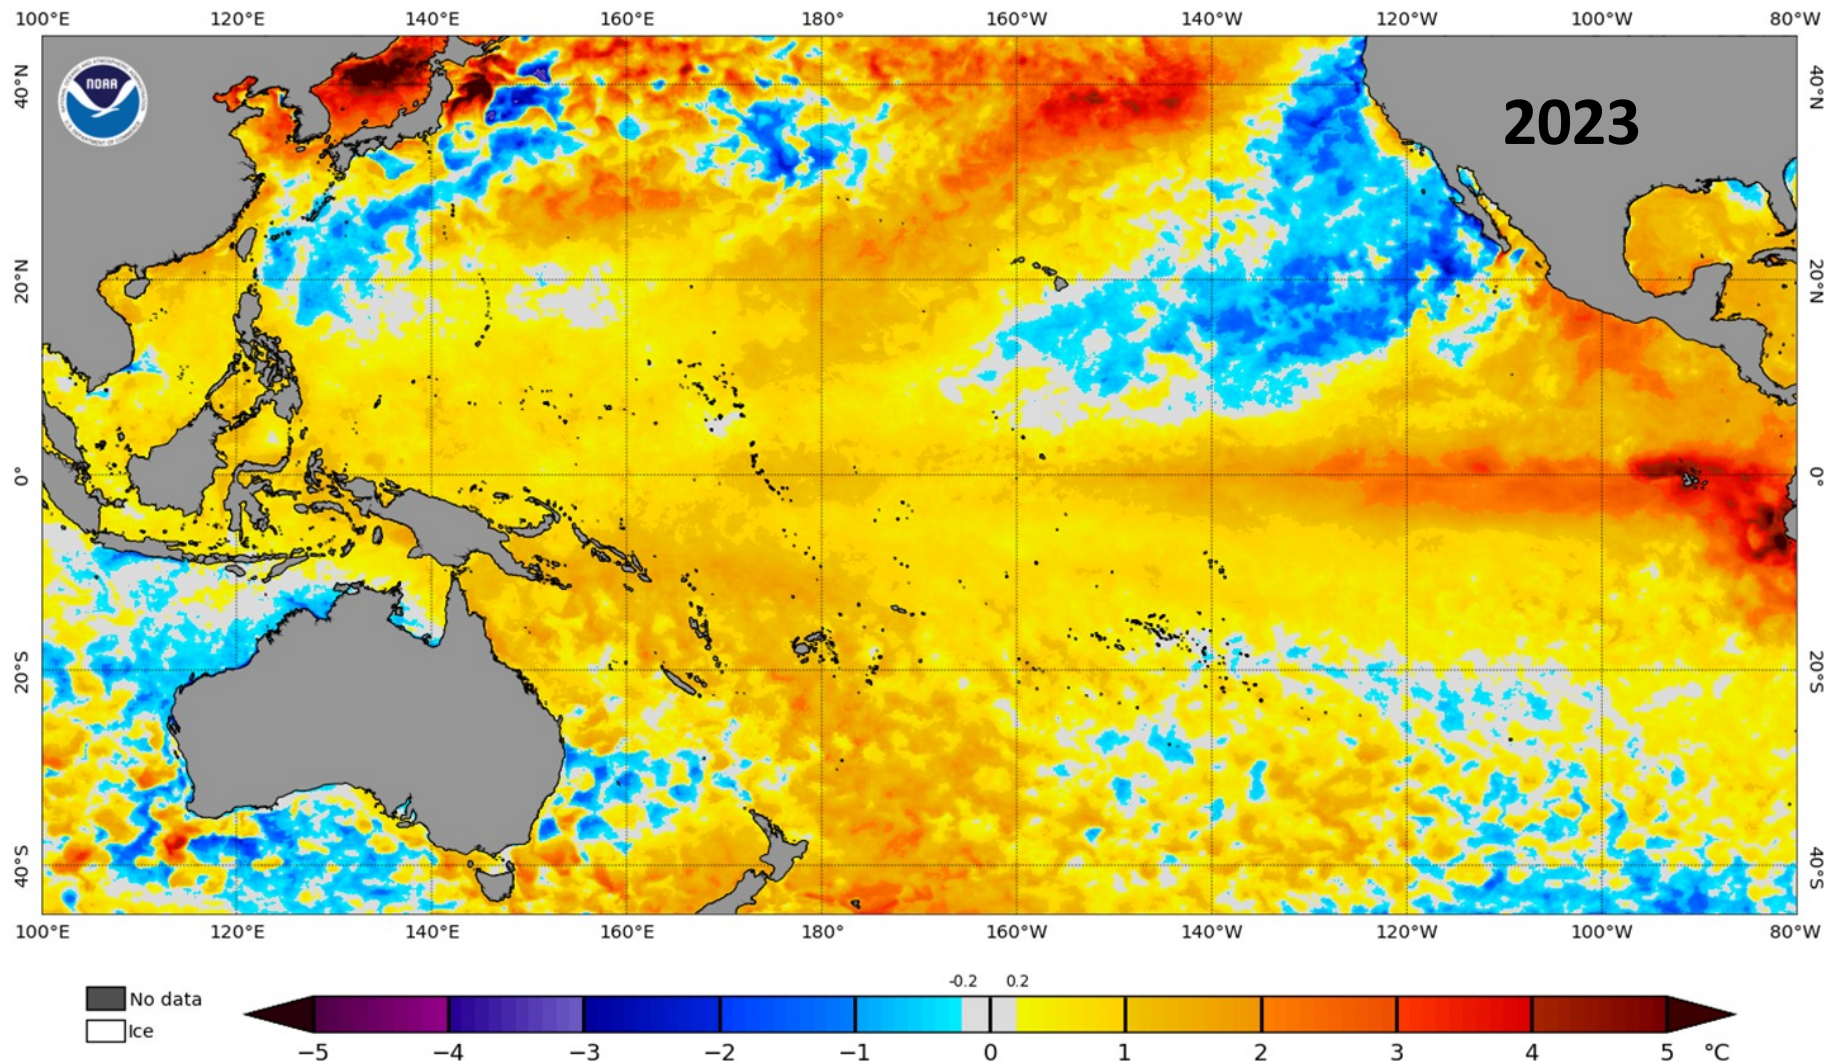 100°E 120°E 140°E 160°E 180° 160°W 140°W 120°W 100°W 80°W
40°N 40°N
NOAA
2023
20°N 20°N
0° 0°
20°S 20°S
40°S 40°S
100°E 120°E 140°E 160°E 180° 160°W 140°W 120°W 100°W 80°W
-0.2 0.2
No data
Ice
−5 −4 −3 −2 −1 0 1 2 3 4 5 °C